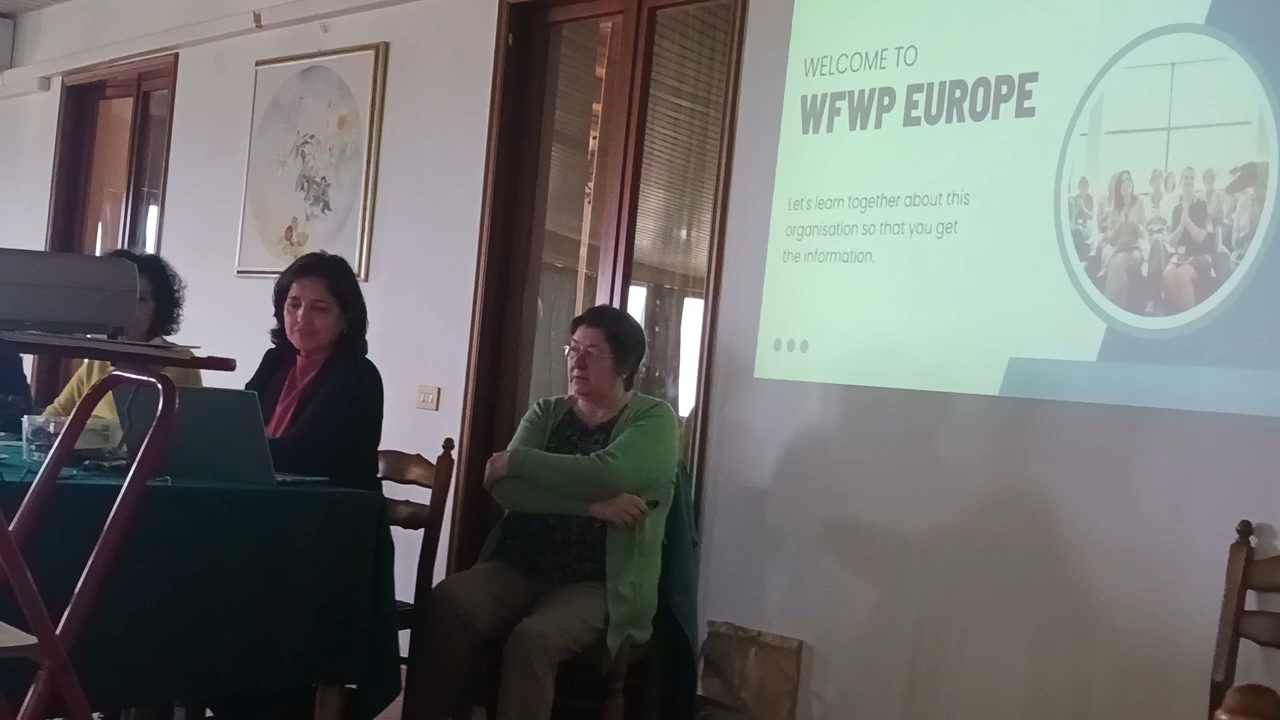 WELCOME TO
WFWP EUROPE
Let's learn together about this
organisation so that you get
the information.